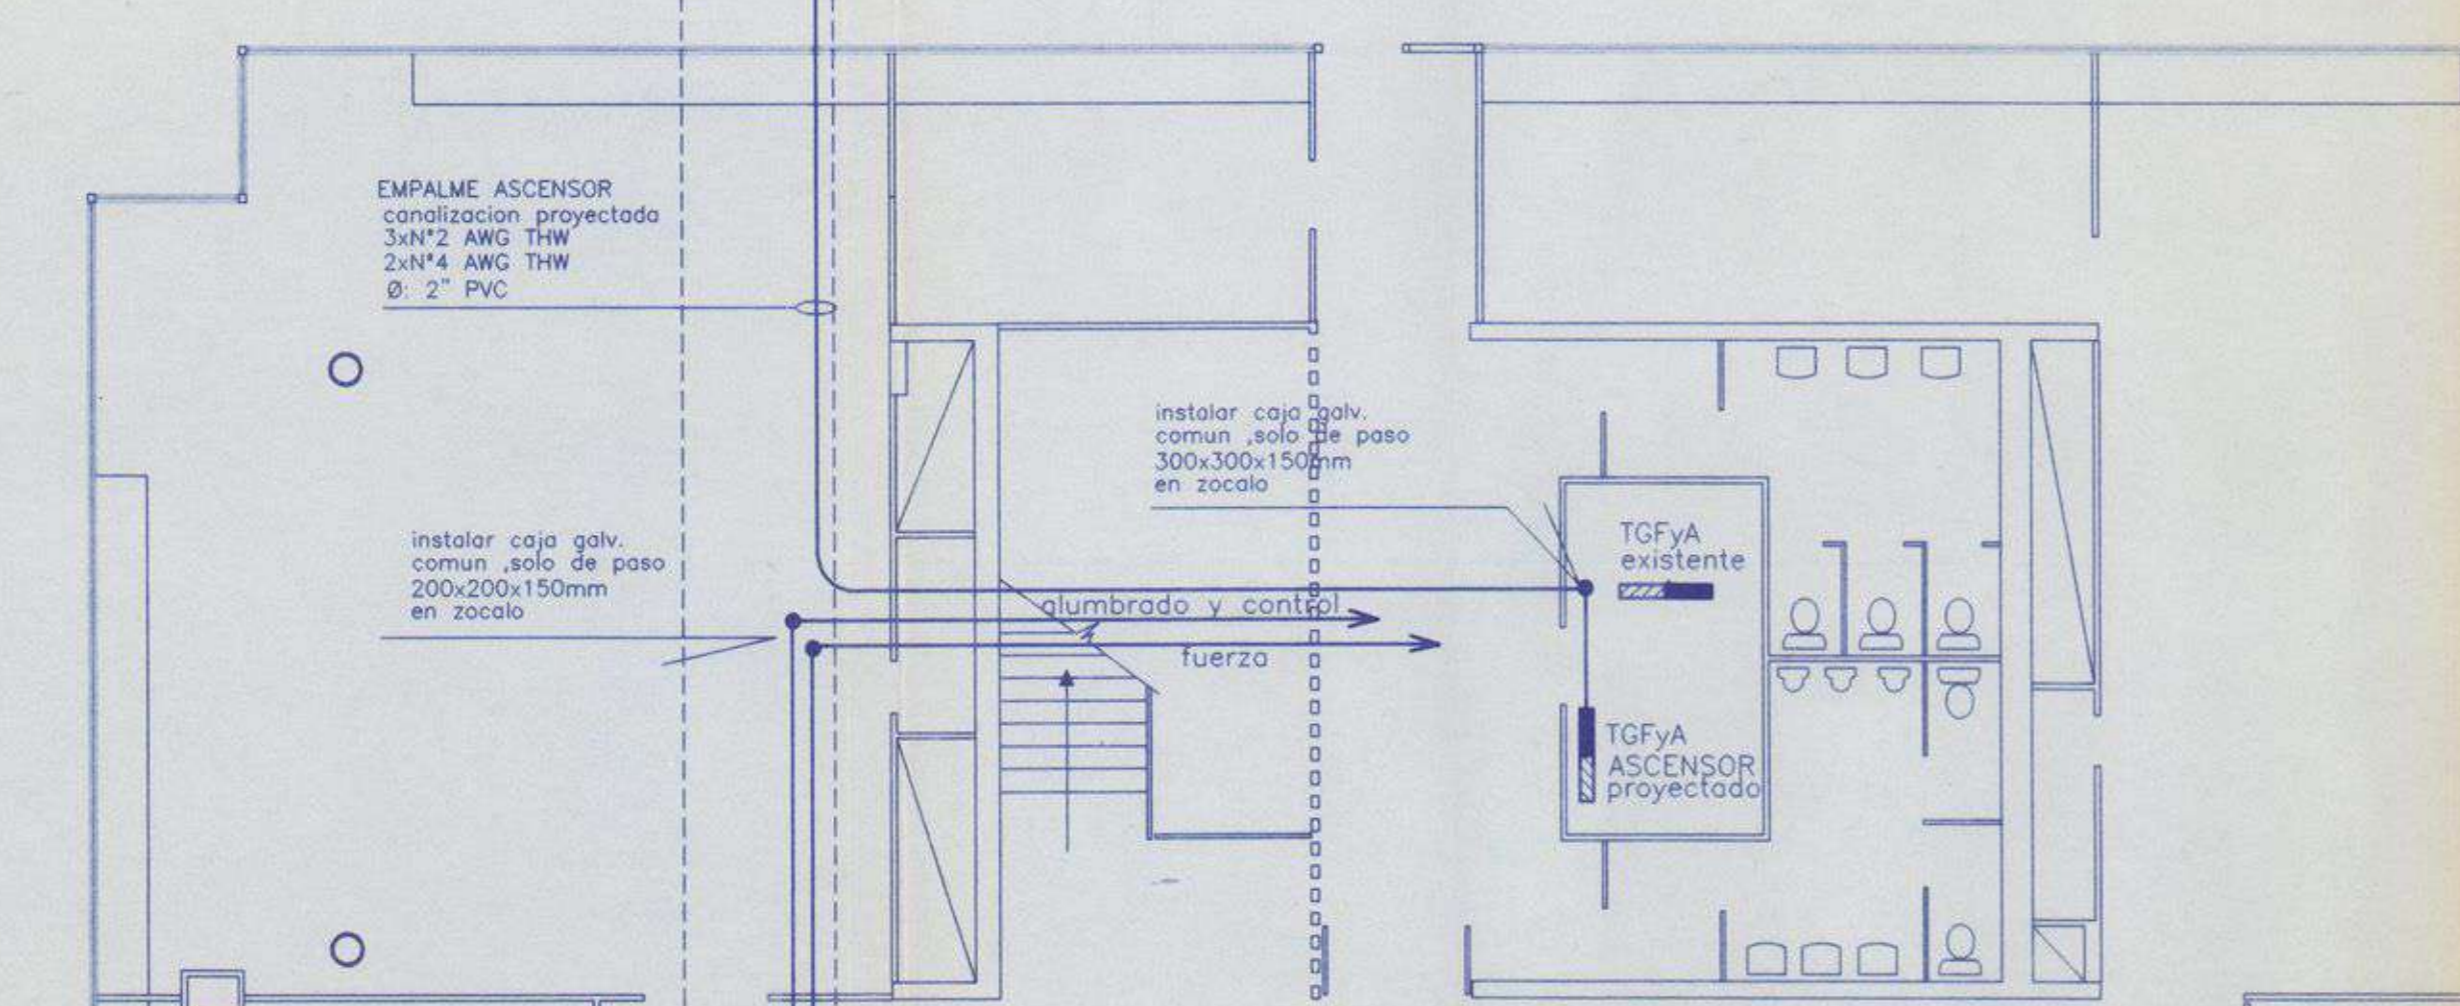 EMPALME ASCENSOR
canalizacion proyectada
3xN°2 AWG THW
2xN°4 AWG THW
Ø: 2" PVC
instalar caja galv.
comun ,solo de paso
300x300x150mm
en zocalo
instalar caja galv.
comun ,solo de paso
200x200x150mm
en zocalo
TGFyA
existente
alumbrado y control
fuerza
TGFyA
ASCENSOR
proyectado